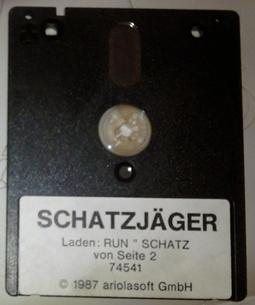 SCHATZJÄGER
Laden: RUN " SCHATZ
von Seite 2
74541
© 1987 ariolasoft GmbH